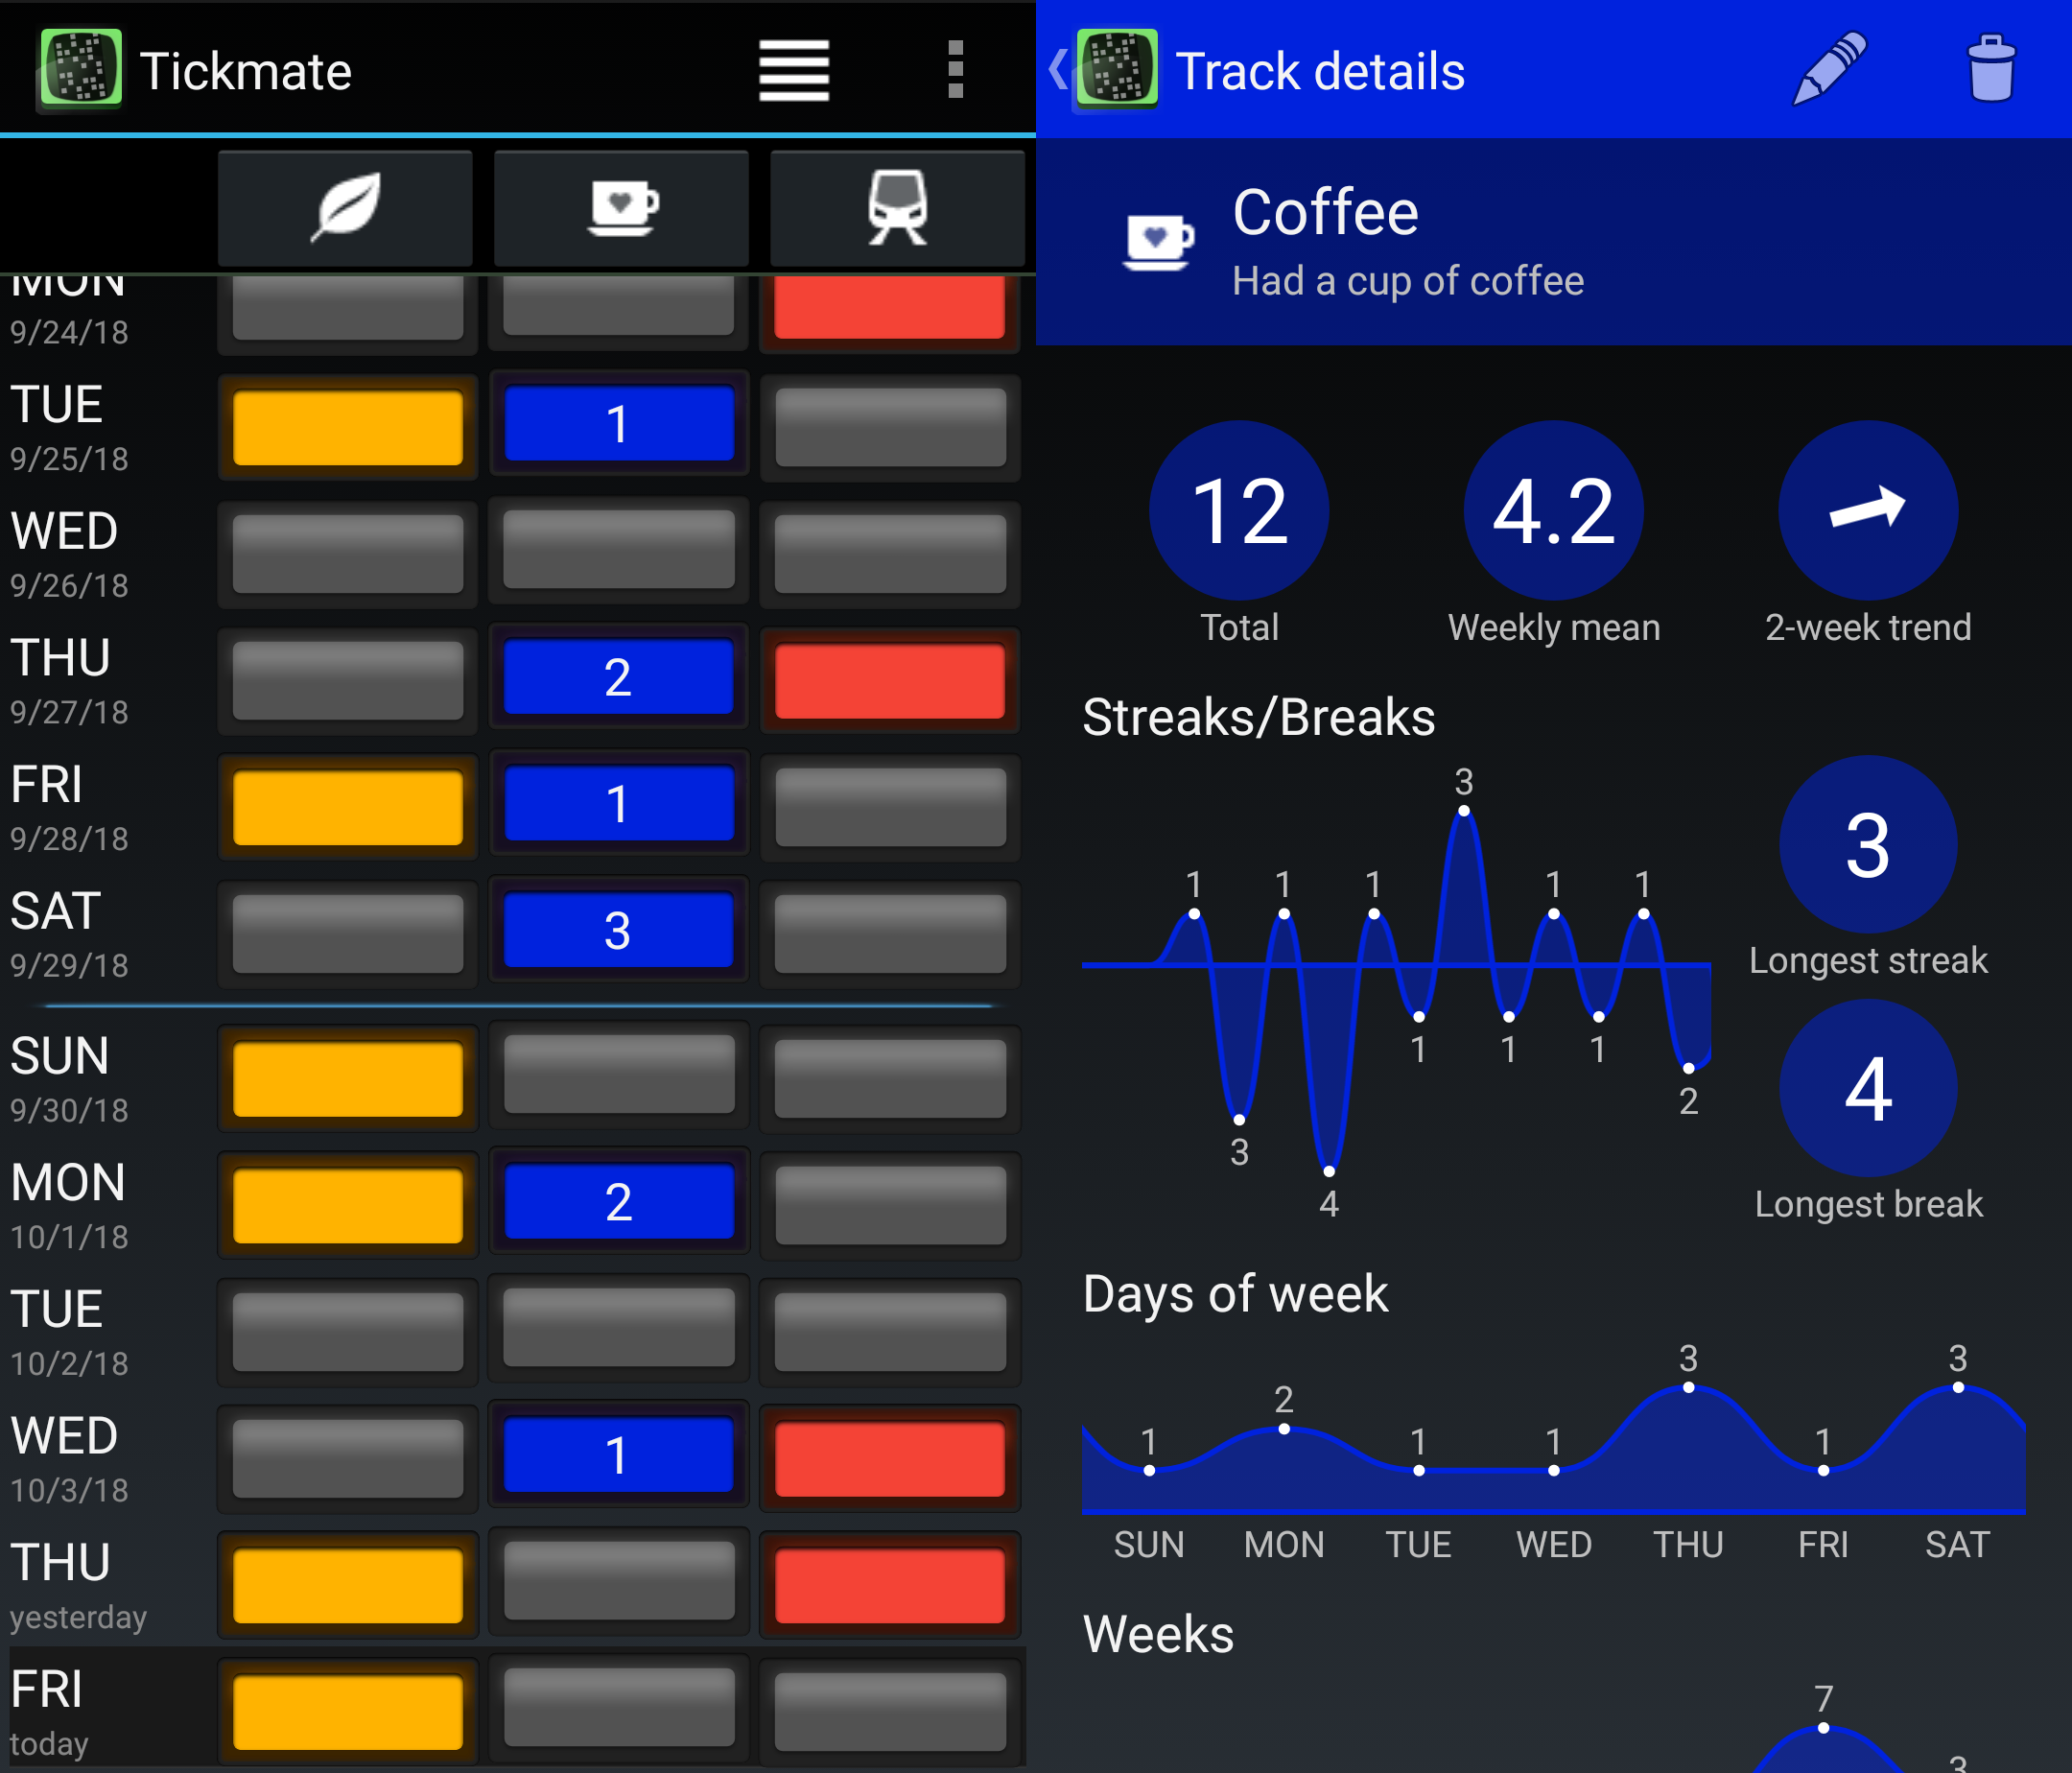 Tickmate
MON
9/24/18
TUE
9/25/18
1
WED
9/26/18
THU
9/27/18
2
FRI
9/28/18
1
SAT
9/29/18
3
SUN
9/30/18
MON
10/1/18
2
TUE
10/2/18
WED
10/3/18
1
THU
yesterday
FRI
today
Track details
Coffee
Had a cup of coffee
12 4.2
Total Weekly mean 2-week trend
Streaks/Breaks
3
1 1 1 1 1
3
Longest streak
1 1 1
2
3
4
4
Longest break
Days of week
1 2 1 1 3 1 3
SUN MON TUE WED THU FRI SAT
Weeks
7
3